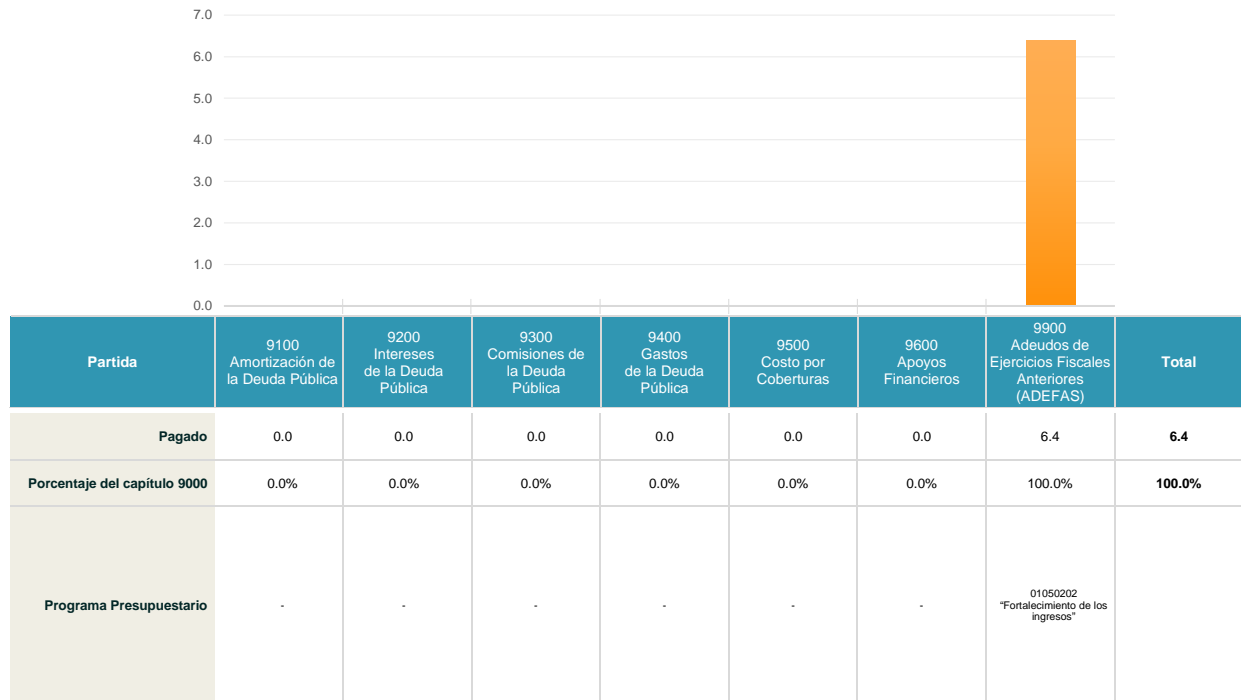 7.0
6.0
5.0
4.0
3.0
2.0
1.0
0.0
Partida
9100
Amortización de
la Deuda Pública
9200
Intereses
de la Deuda
Pública
9300
Comisiones de
la Deuda
Pública
9400
Gastos
de la Deuda
Pública
9500
Costo por
Coberturas
9600
Apoyos
Financieros
9900
Adeudos de
Ejercicios Fiscales
Anteriores
(ADEFAS)
Total
Pagado 0.0 0.0 0.0 0.0 0.0 0.0 6.4 6.4
Porcentaje del capítulo 9000 0.0% 0.0% 0.0% 0.0% 0.0% 0.0% 100.0% 100.0%
Programa Presupuestario - - - - - -
01050202
"Fortalecimiento de los
ingresos"